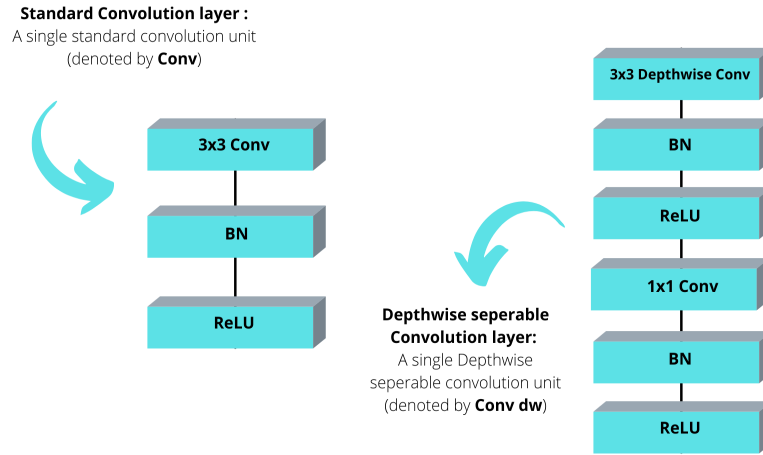 Standard Convolution layer :
A single standard convolution unit
(denoted by Conv)
3x3 Conv
BN
ReLU
Depthwise seperable
Convolution layer:
A single Depthwise
seperable convolution unit
(denoted by Conv dw)
3x3 Depthwise Conv
BN
ReLU
1x1 Conv
BN
ReLU